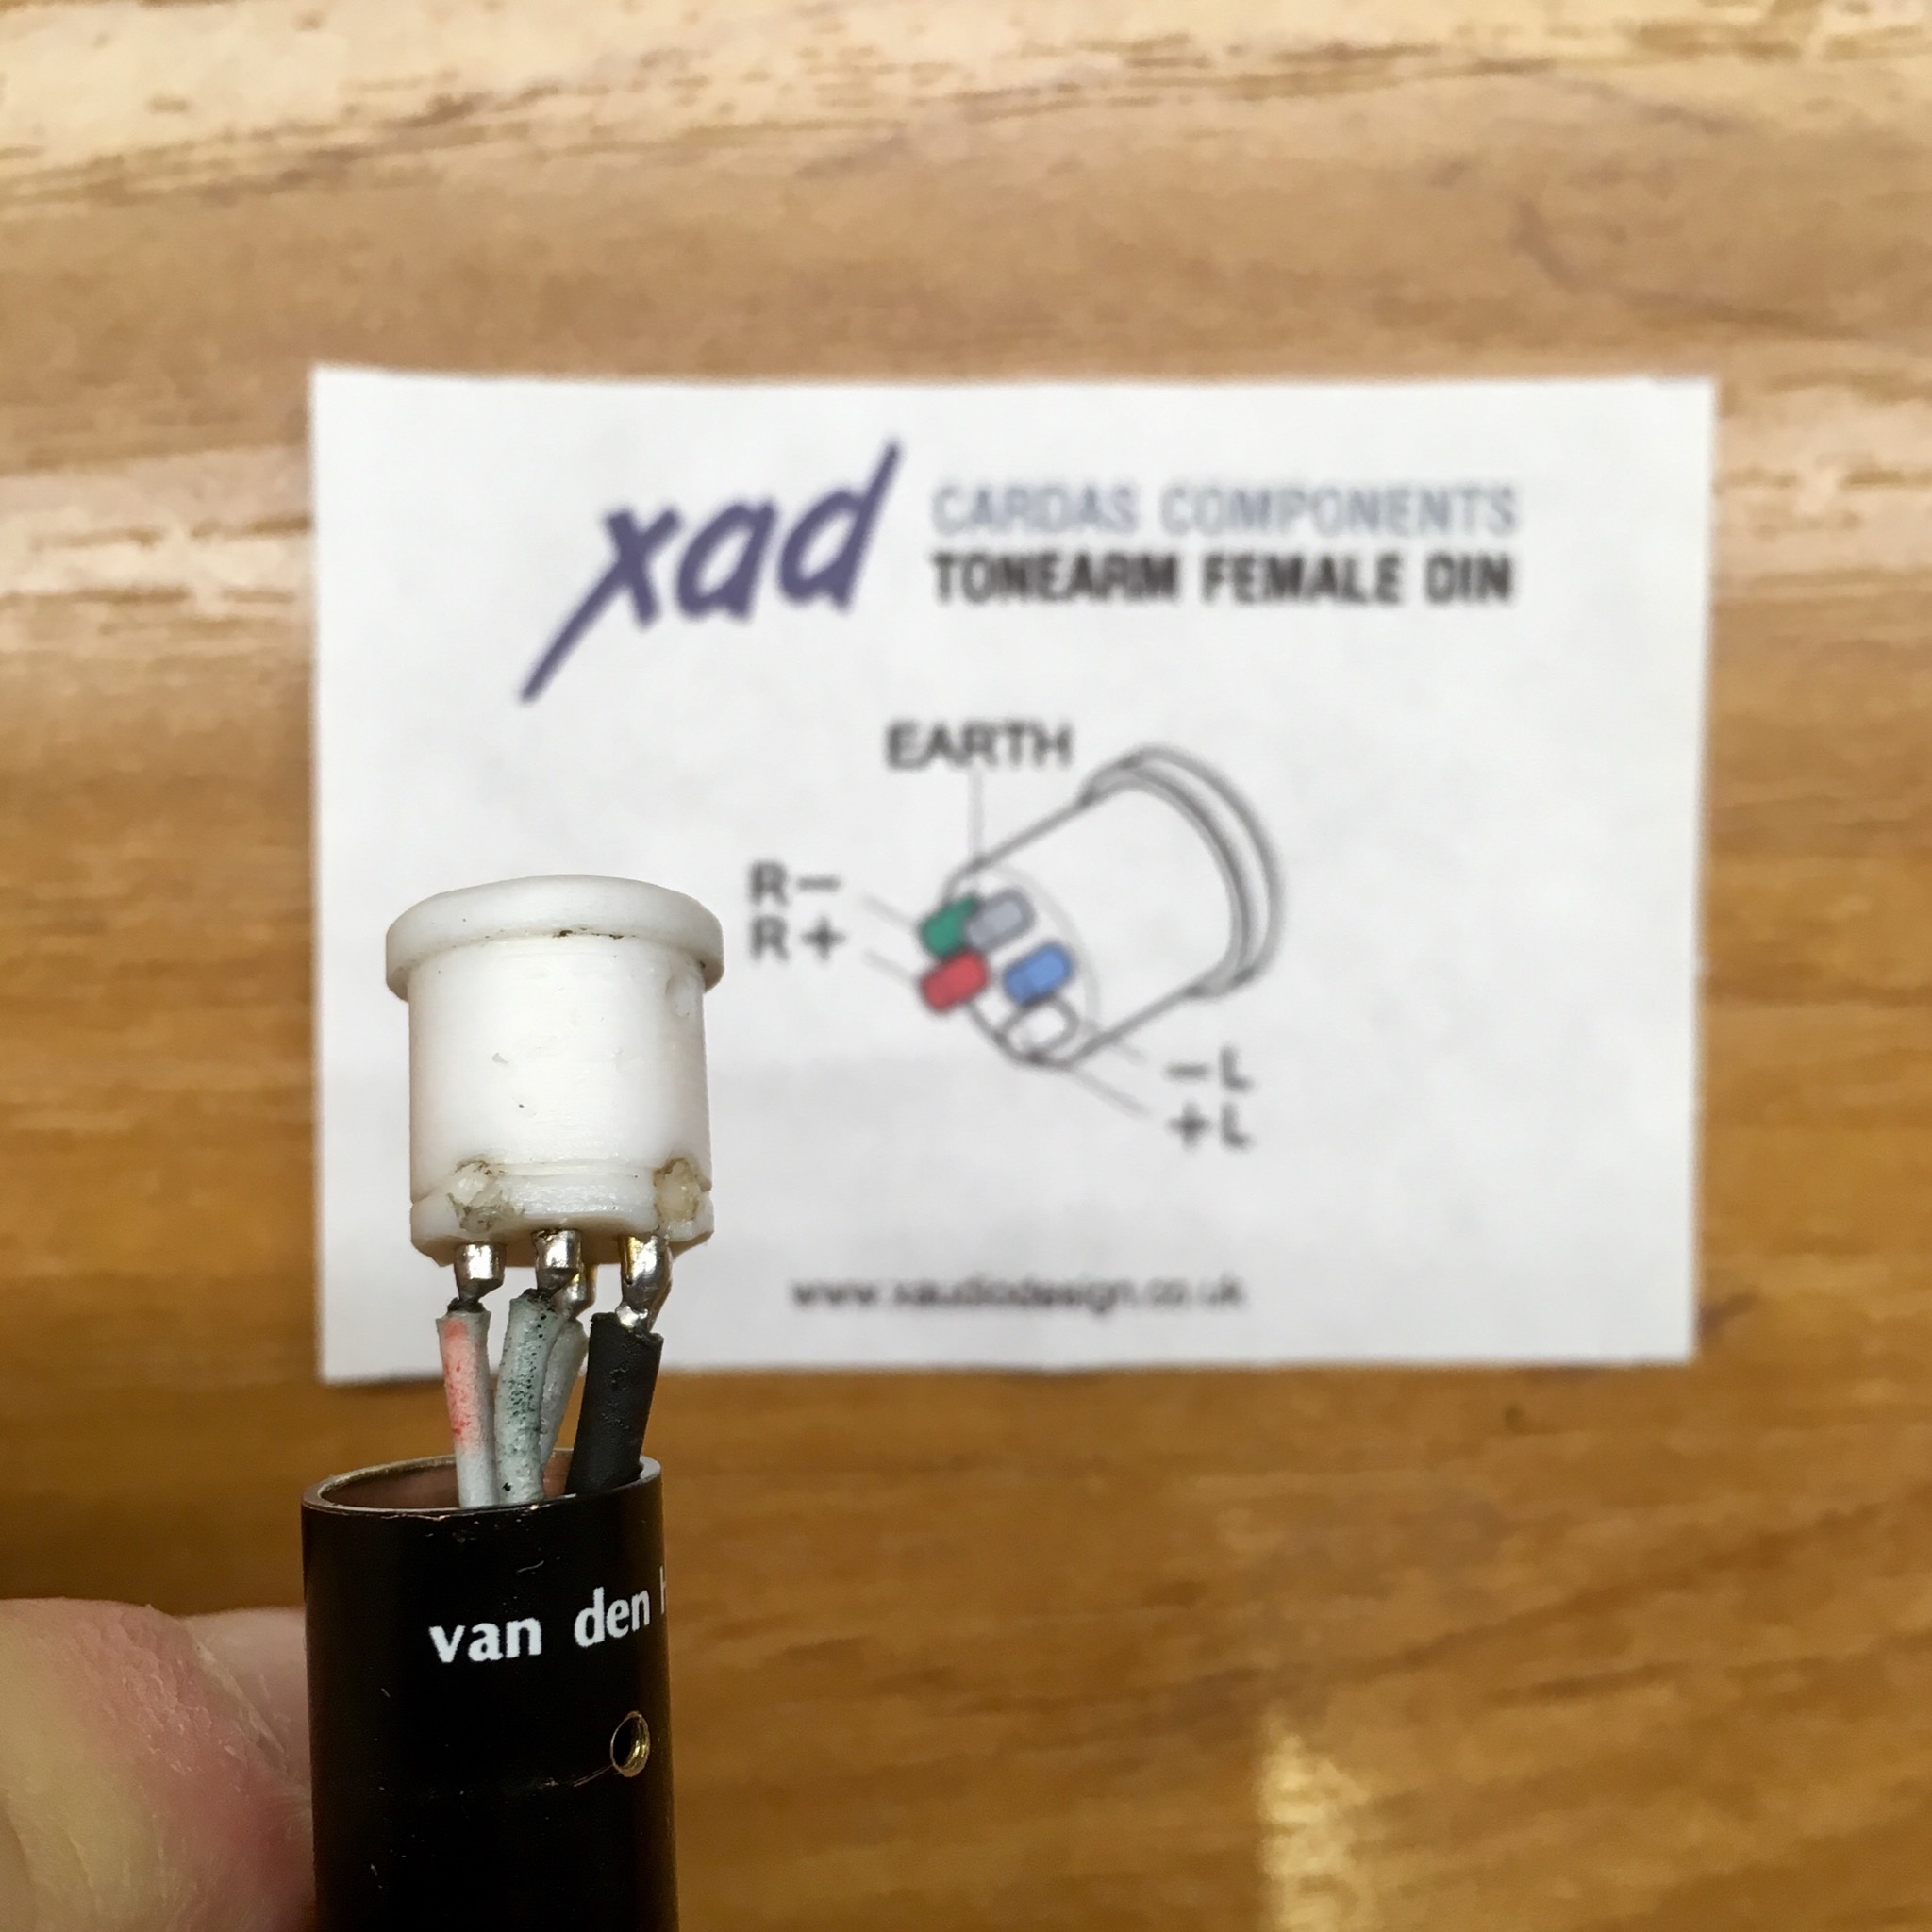 xad
CARDAS COMPONENTS
TONEARM FEMALE DIN
EARTH
R−
R+
−L
+L
www.xaudiodesign.co.uk
van den